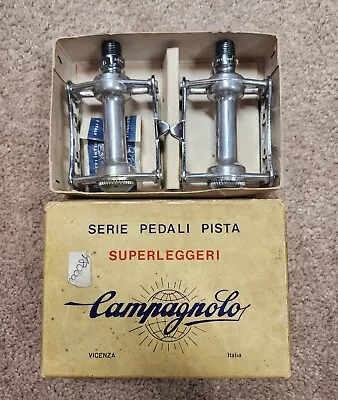 SERIE PEDALI PISTA
SUPERLEGGERI
Campagnolo
VICENZA Italia